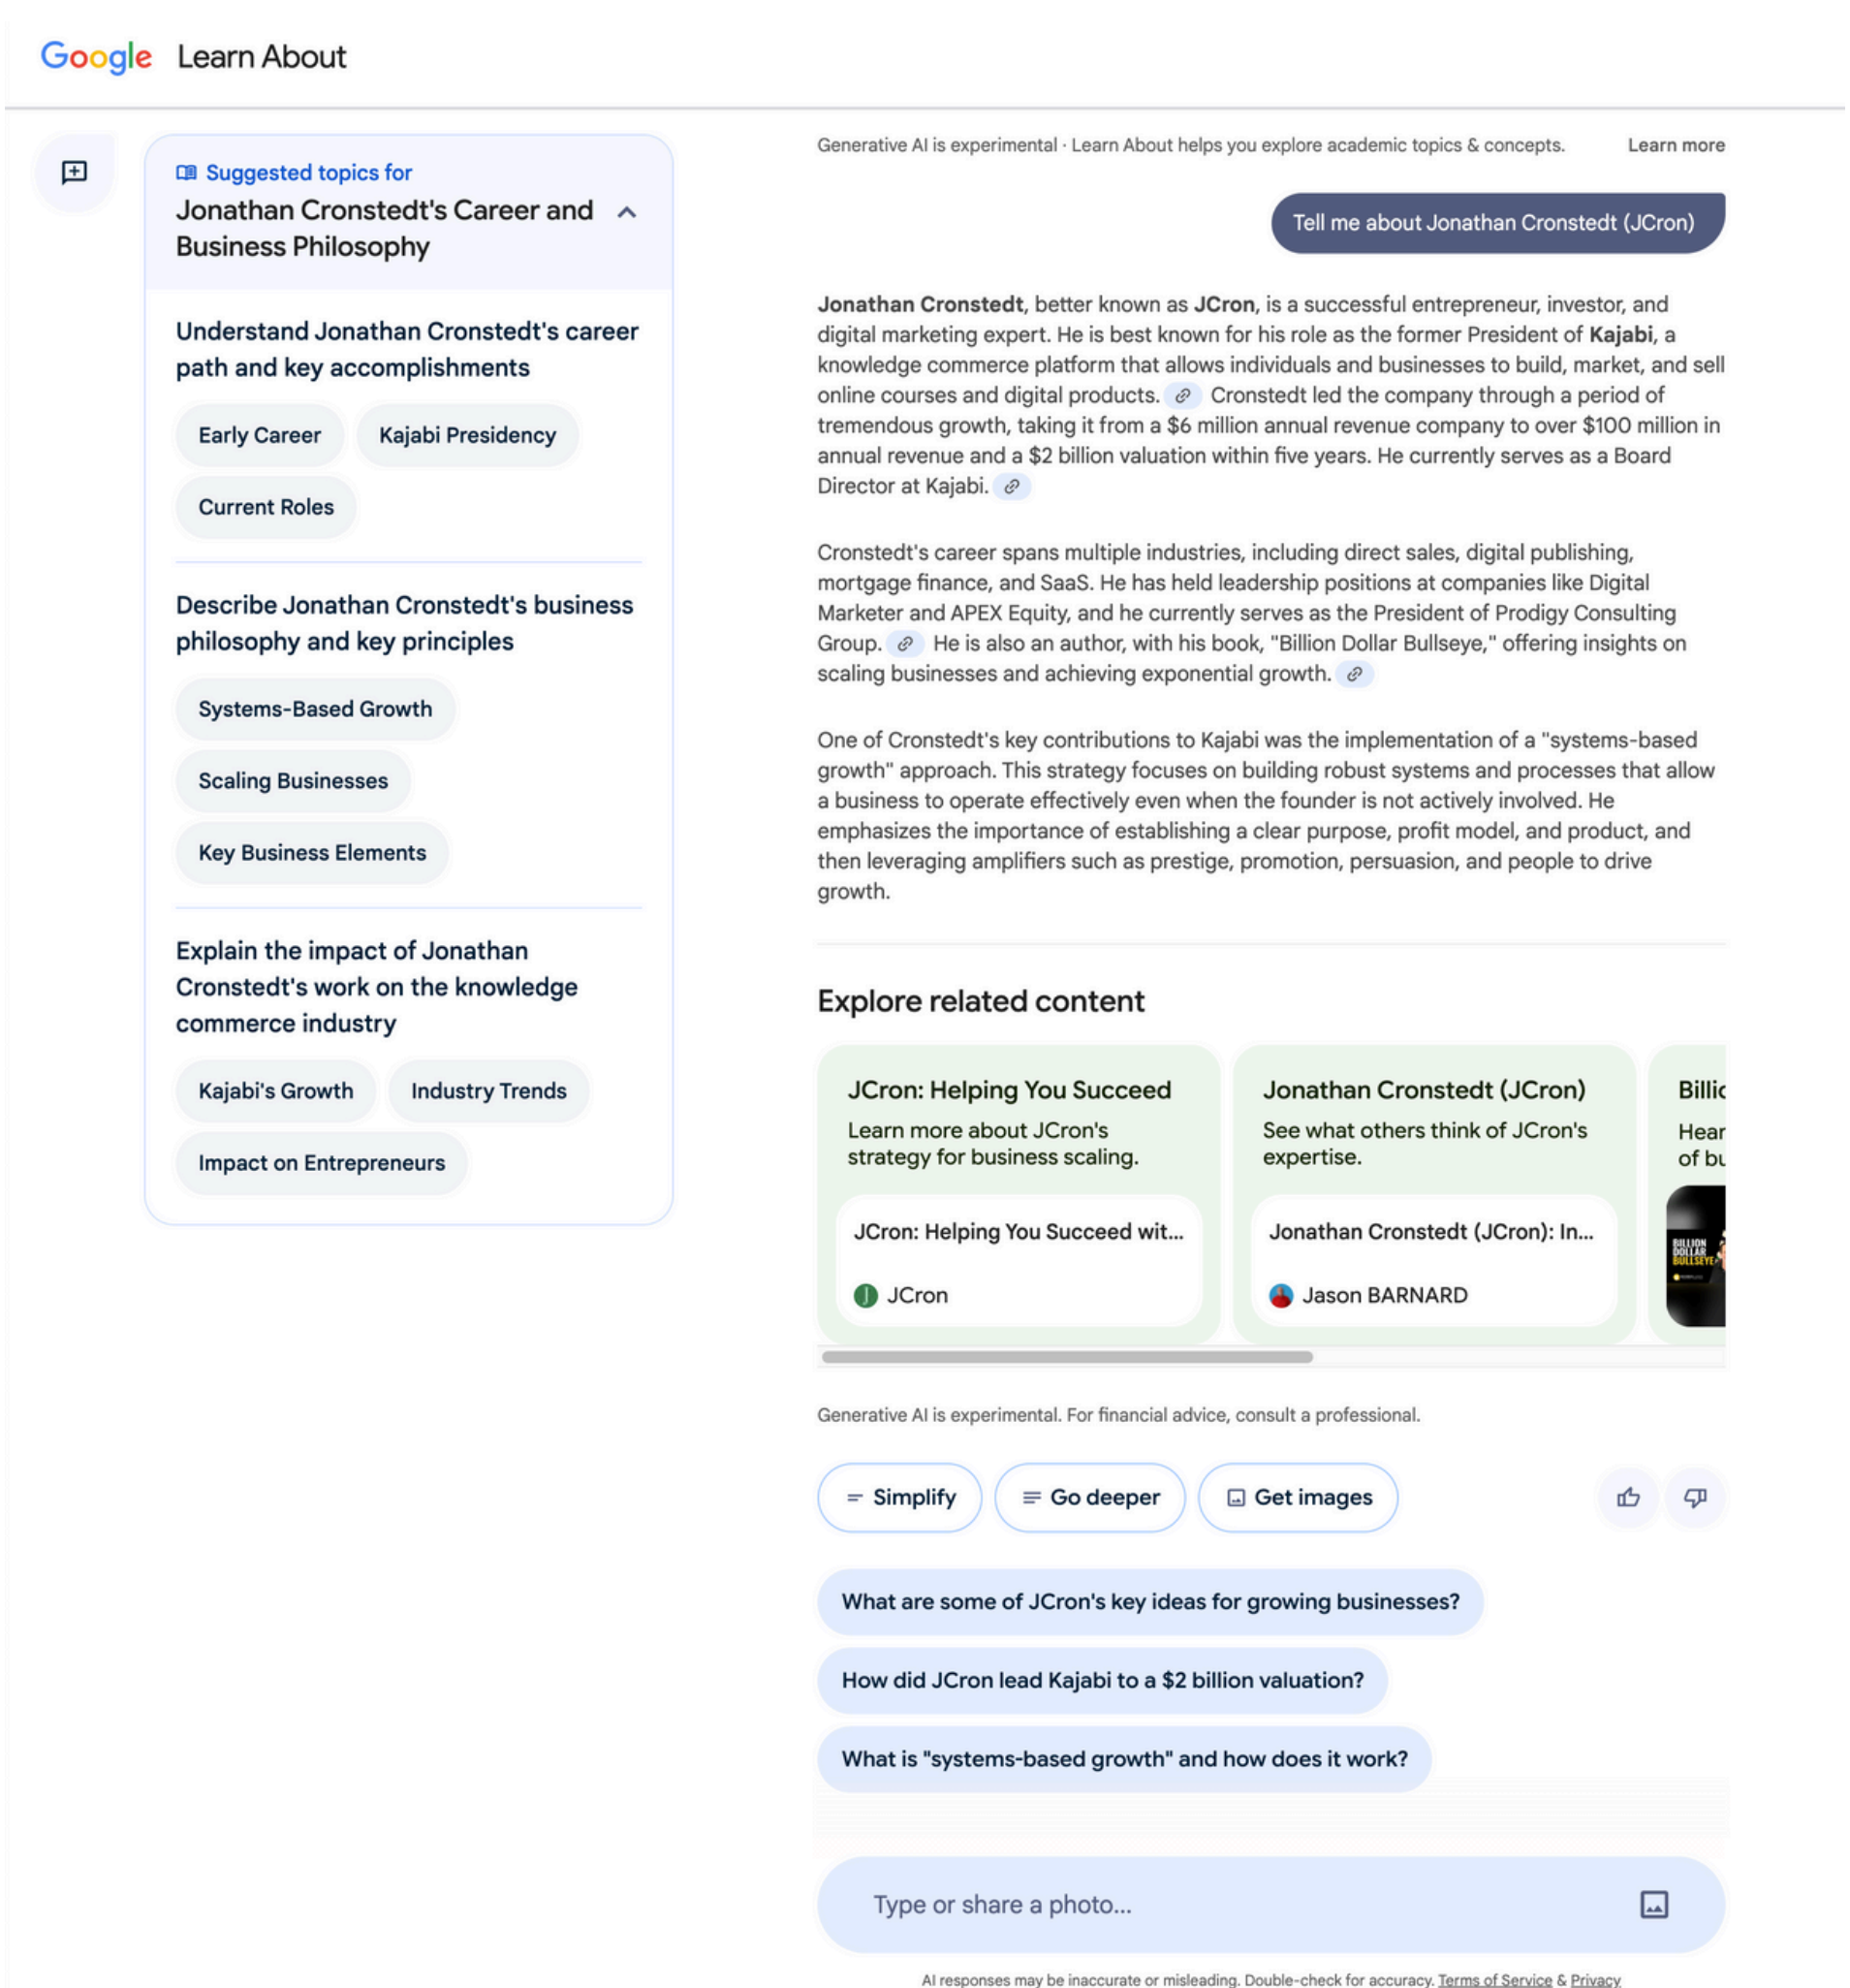 Google Learn About
Suggested topics for
Jonathan Cronstedt's Career and
Business Philosophy
Understand Jonathan Cronstedt's career
path and key accomplishments
Early Career
Kajabi Presidency
Current Roles
Describe Jonathan Cronstedt's business
philosophy and key principles
Systems-Based Growth
Scaling Businesses
Key Business Elements
Explain the impact of Jonathan
Cronstedt's work on the knowledge
commerce industry
Kajabi's Growth
Industry Trends
Impact on Entrepreneurs
Generative AI is experimental · Learn About helps you explore academic topics & concepts.
Learn more
Tell me about Jonathan Cronstedt (JCron)
Jonathan Cronstedt, better known as JCron, is a successful entrepreneur, investor, and
digital marketing expert. He is best known for his role as the former President of Kajabi, a
knowledge commerce platform that allows individuals and businesses to build, market, and sell
online courses and digital products. Cronstedt led the company through a period of
tremendous growth, taking it from a $6 million annual revenue company to over $100 million in
annual revenue and a $2 billion valuation within five years. He currently serves as a Board
Director at Kajabi.
Cronstedt's career spans multiple industries, including direct sales, digital publishing,
mortgage finance, and SaaS. He has held leadership positions at companies like Digital
Marketer and APEX Equity, and he currently serves as the President of Prodigy Consulting
Group. He is also an author, with his book, "Billion Dollar Bullseye," offering insights on
scaling businesses and achieving exponential growth.
One of Cronstedt's key contributions to Kajabi was the implementation of a "systems-based
growth" approach. This strategy focuses on building robust systems and processes that allow
a business to operate effectively even when the founder is not actively involved. He
emphasizes the importance of establishing a clear purpose, profit model, and product, and
then leveraging amplifiers such as prestige, promotion, persuasion, and people to drive
growth.
Explore related content
JCron: Helping You Succeed
Learn more about JCron's
strategy for business scaling.
JCron: Helping You Succeed wit...
J JCron
Jonathan Cronstedt (JCron)
See what others think of JCron's
expertise.
Jonathan Cronstedt (JCron): In...
Jason BARNARD
Billic
Hear
of bu
BILLION
DOLLAR
BULLSEYE
Generative AI is experimental. For financial advice, consult a professional.
Simplify
Go deeper
Get images
What are some of JCron's key ideas for growing businesses?
How did JCron lead Kajabi to a $2 billion valuation?
What is "systems-based growth" and how does it work?
Type or share a photo...
AI responses may be inaccurate or misleading. Double-check for accuracy. Terms of Service & Privacy